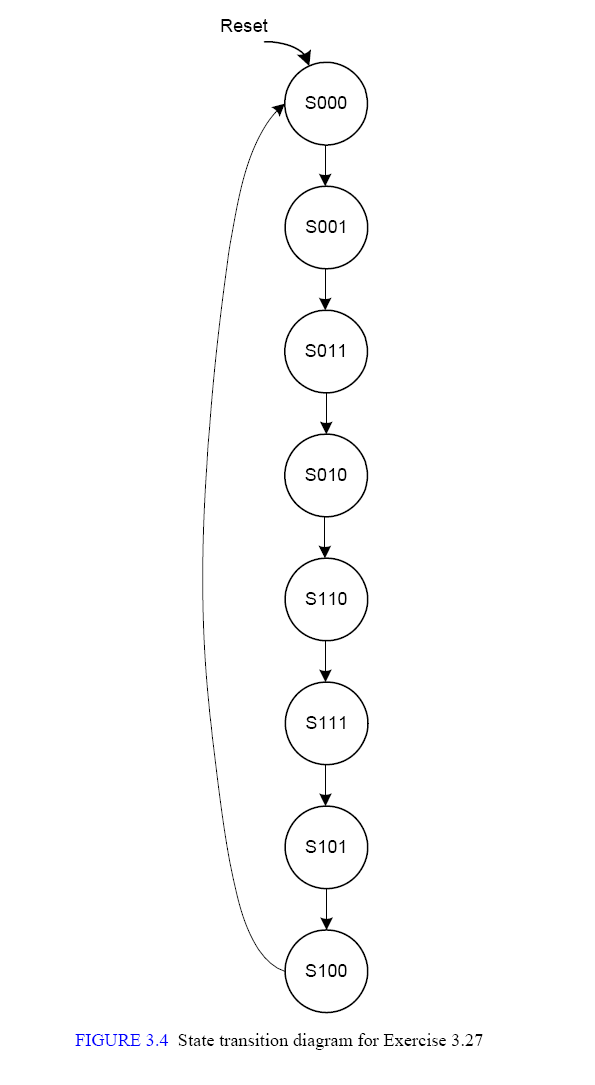 Reset
S000
S001
S011
S010
S110
S111
S101
S100
FIGURE 3.4 State transition diagram for Exercise 3.27